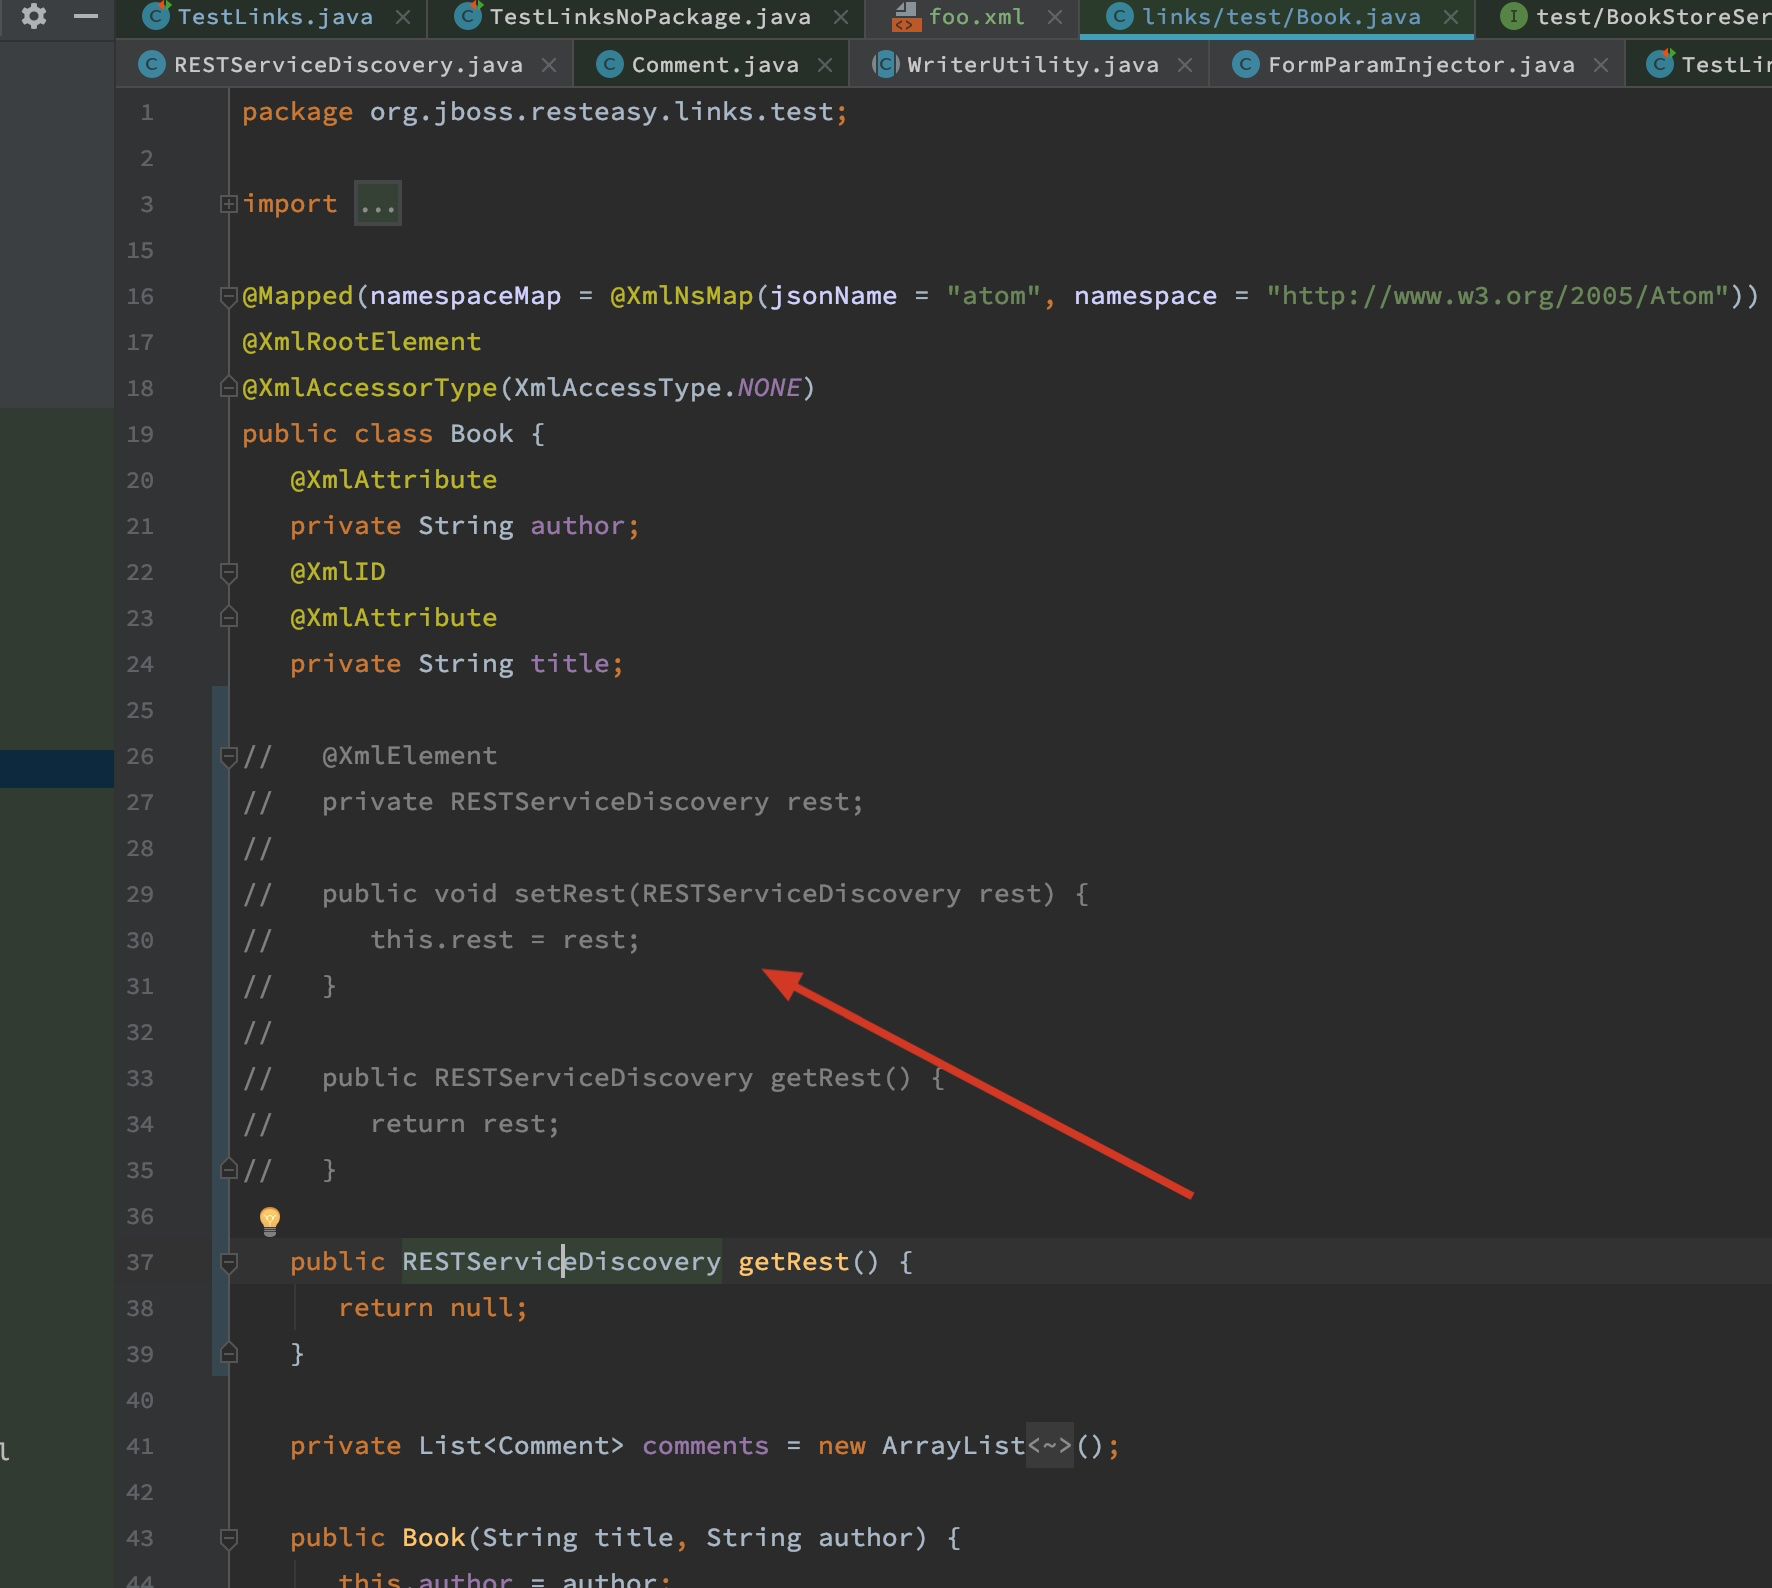 TestLinks.java TestLinksNoPackage.java foo.xml links/test/Book.java test/BookStoreSer
RESTServiceDiscovery.java Comment.java WriterUtility.java FormParamInjector.java TestLin
1 package org.jboss.resteasy.links.test;
2
3 import ...
15
16 @Mapped(namespaceMap = @XmlNsMap(jsonName = "atom", namespace = "http://www.w3.org/2005/Atom"))
17 @XmlRootElement
18 @XmlAccessorType(XmlAccessType.NONE)
19 public class Book {
20 @XmlAttribute
21 private String author;
22 @XmlID
23 @XmlAttribute
24 private String title;
25
26 // @XmlElement
27 // private RESTServiceDiscovery rest;
28 //
29 // public void setRest(RESTServiceDiscovery rest) {
30 // this.rest = rest;
31 // }
32 //
33 // public RESTServiceDiscovery getRest() {
34 // return rest;
35 // }
36
37 public RESTServiceDiscovery getRest() {
38 return null;
39 }
40
41 private List<Comment> comments = new ArrayList<~>();
42
43 public Book(String title, String author) {
44 this.author = author;
l